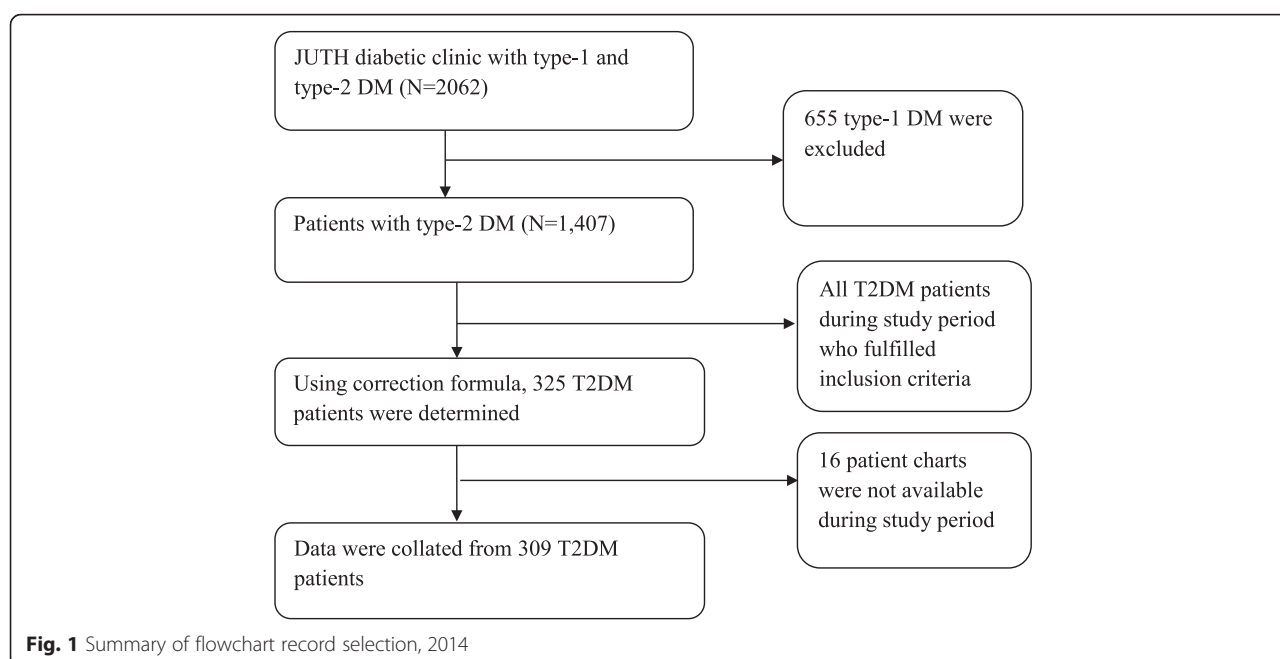 JUTH diabetic clinic with type-1 and
type-2 DM (N=2062)
655 type-1 DM were
excluded
Patients with type-2 DM (N=1,407)
All T2DM patients
during study period
who fulfilled
inclusion criteria
Using correction formula, 325 T2DM
patients were determined
16 patient charts
were not available
during study period
Data were collated from 309 T2DM
patients
Fig. 1 Summary of flowchart record selection, 2014